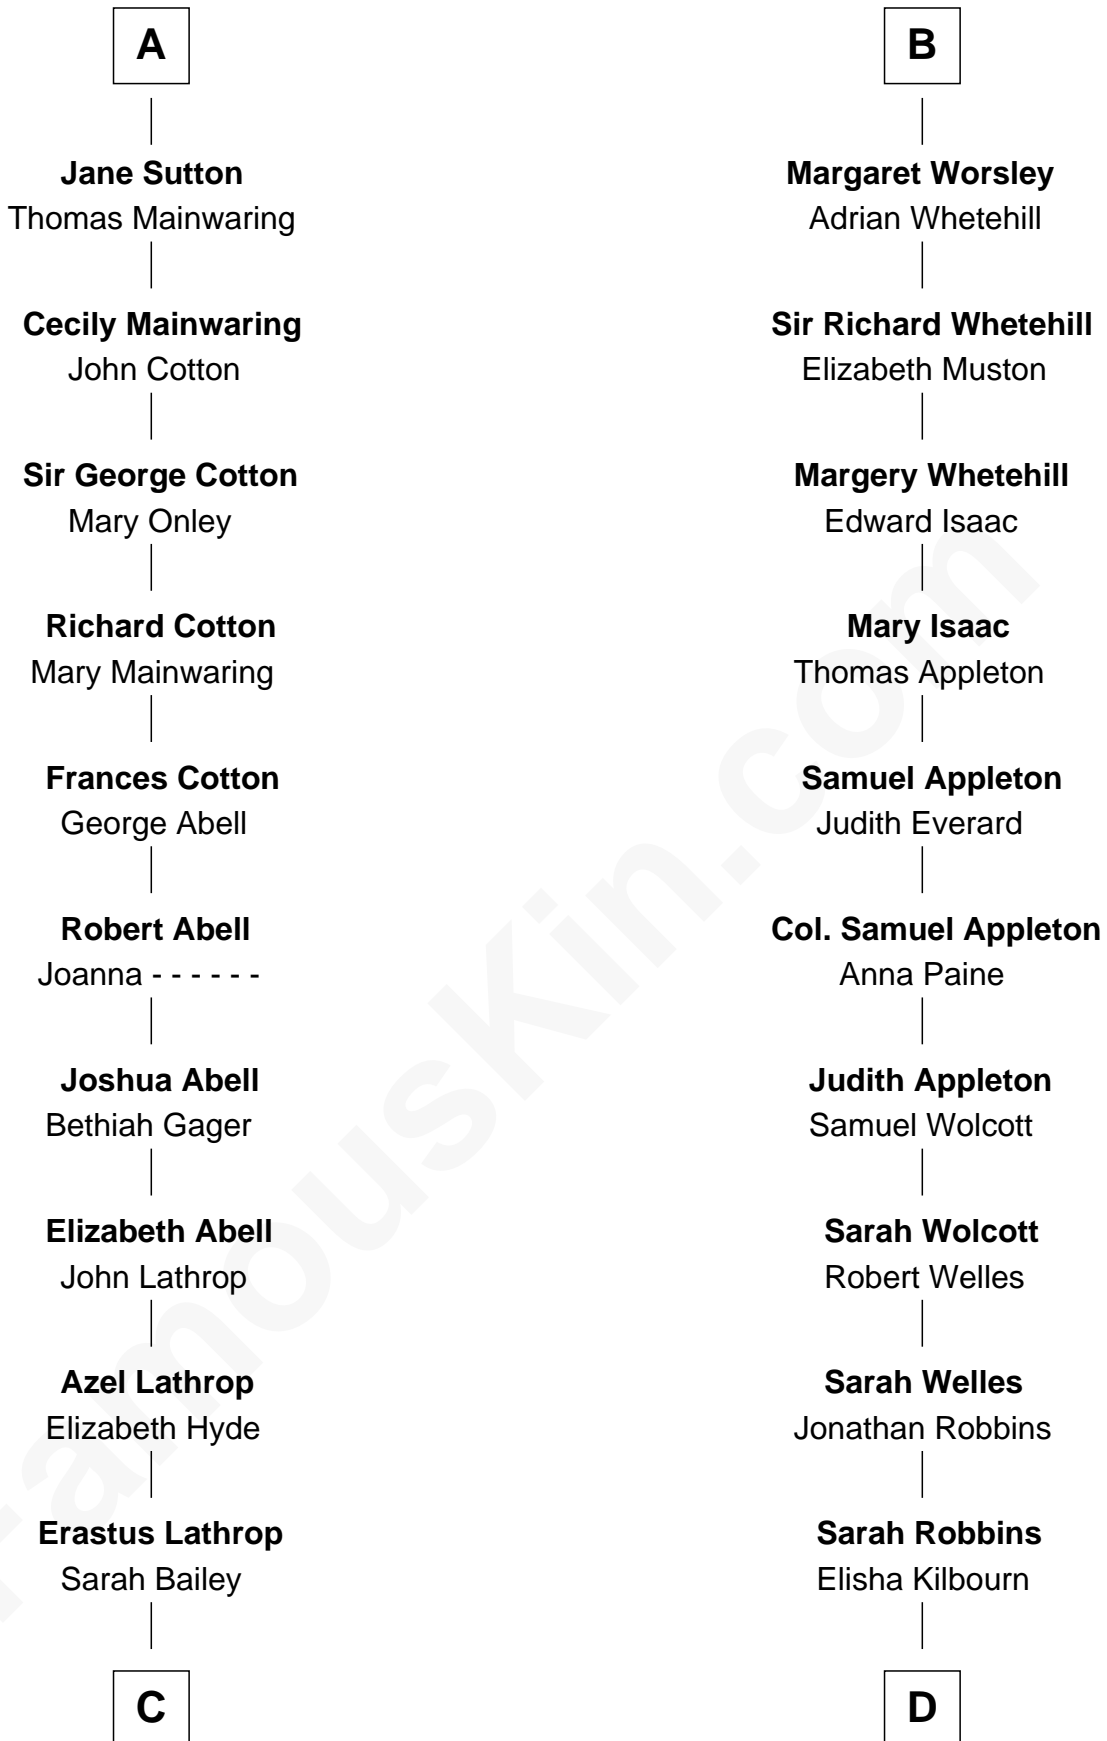 A
Jane Sutton
Thomas Mainwaring
Cecily Mainwaring
John Cotton
Sir George Cotton
Mary Onley
Richard Cotton
Mary Mainwaring
Frances Cotton
George Abell
Robert Abell
Joanna - - - - - -
Joshua Abell
Bethiah Gager
Elizabeth Abell
John Lathrop
Azel Lathrop
Elizabeth Hyde
Erastus Lathrop
Sarah Bailey
C
B
Margaret Worsley
Adrian Whetehill
Sir Richard Whetehill
Elizabeth Muston
Margery Whetehill
Edward Isaac
Mary Isaac
Thomas Appleton
Samuel Appleton
Judith Everard
Col. Samuel Appleton
Anna Paine
Judith Appleton
Samuel Wolcott
Sarah Wolcott
Robert Welles
Sarah Welles
Jonathan Robbins
Sarah Robbins
Elisha Kilbourn
D
FamousKin.com